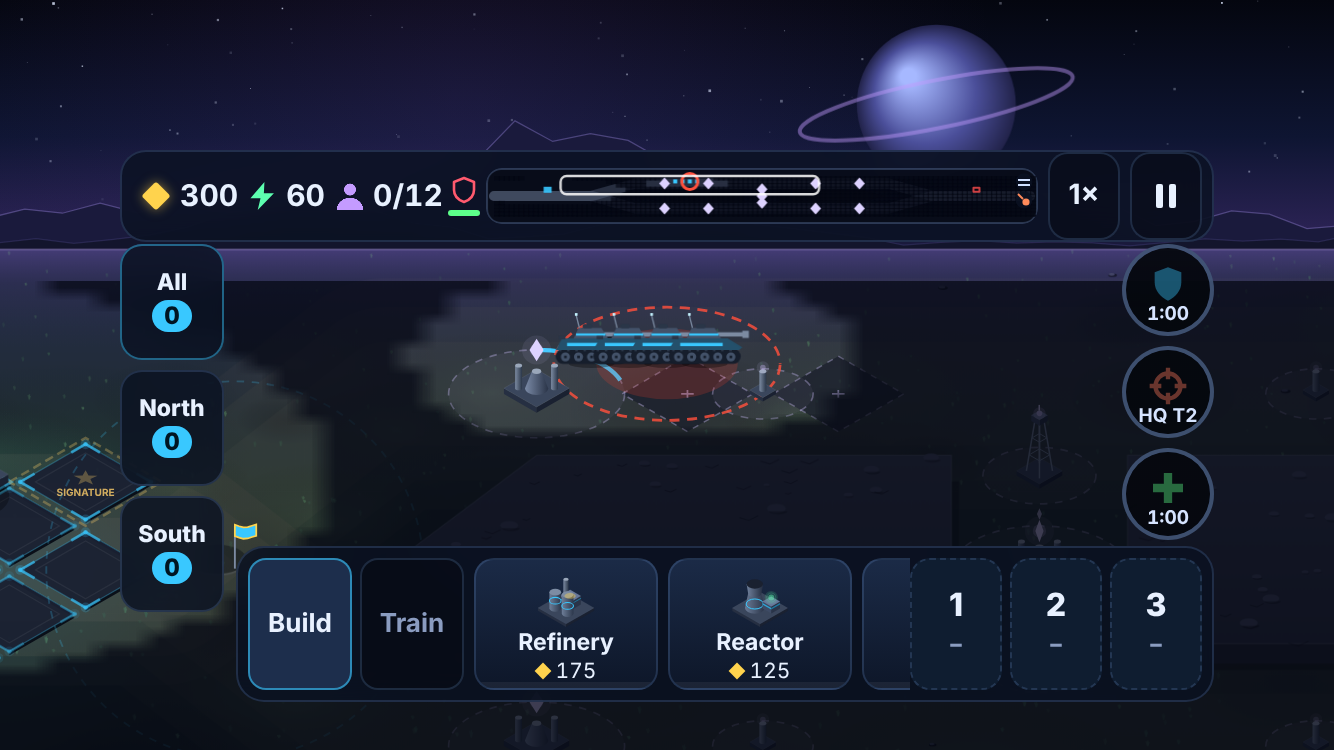 300 60 0/12 1×
All
0
North
0
South
0
SIGNATURE
1:00
HQ T2
1:00
Build
Train
Refinery
175
Reactor
125
1
–
2
–
3
–